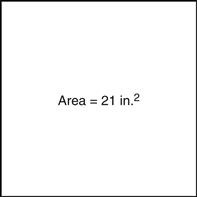 Area = 21 in.²